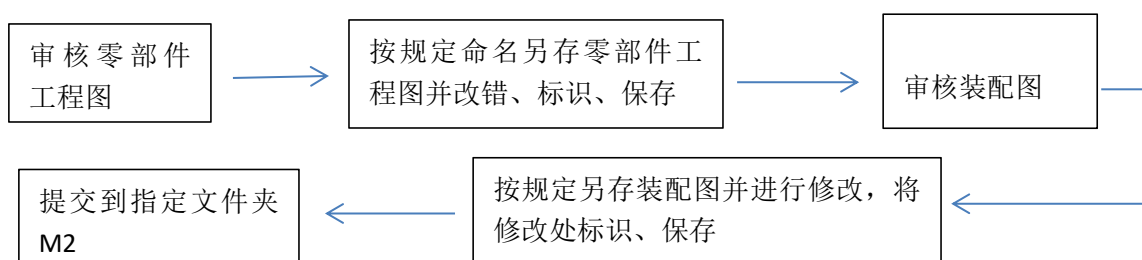 审核零部件
工程图
按规定命名另存零部件工
程图并改错、标识、保存
审核装配图
按规定另存装配图并进行修改，将
修改处标识、保存
提交到指定文件夹
M2